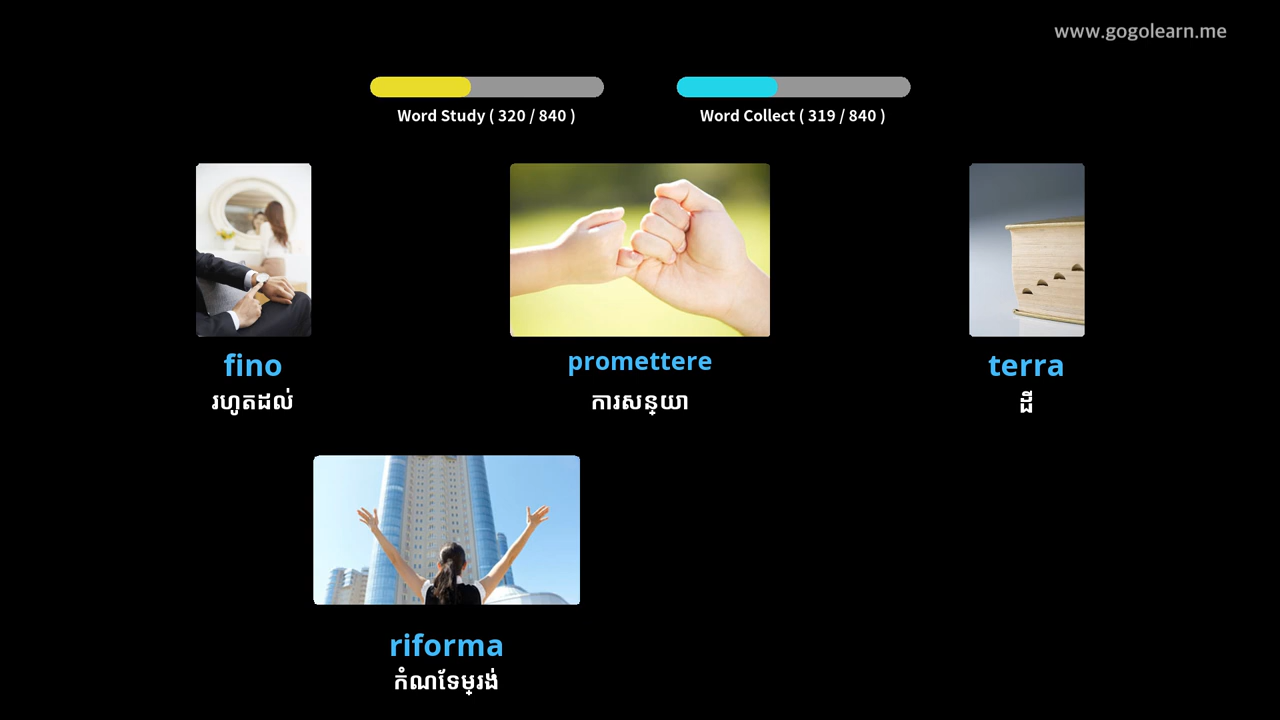 www.gogolearn.me
Word Study ( 320 / 840 )
Word Collect ( 319 / 840 )
fino
រហូតដល់
promettere
ការសន្យា
terra
ដី
riforma
កំណទែម្រង់